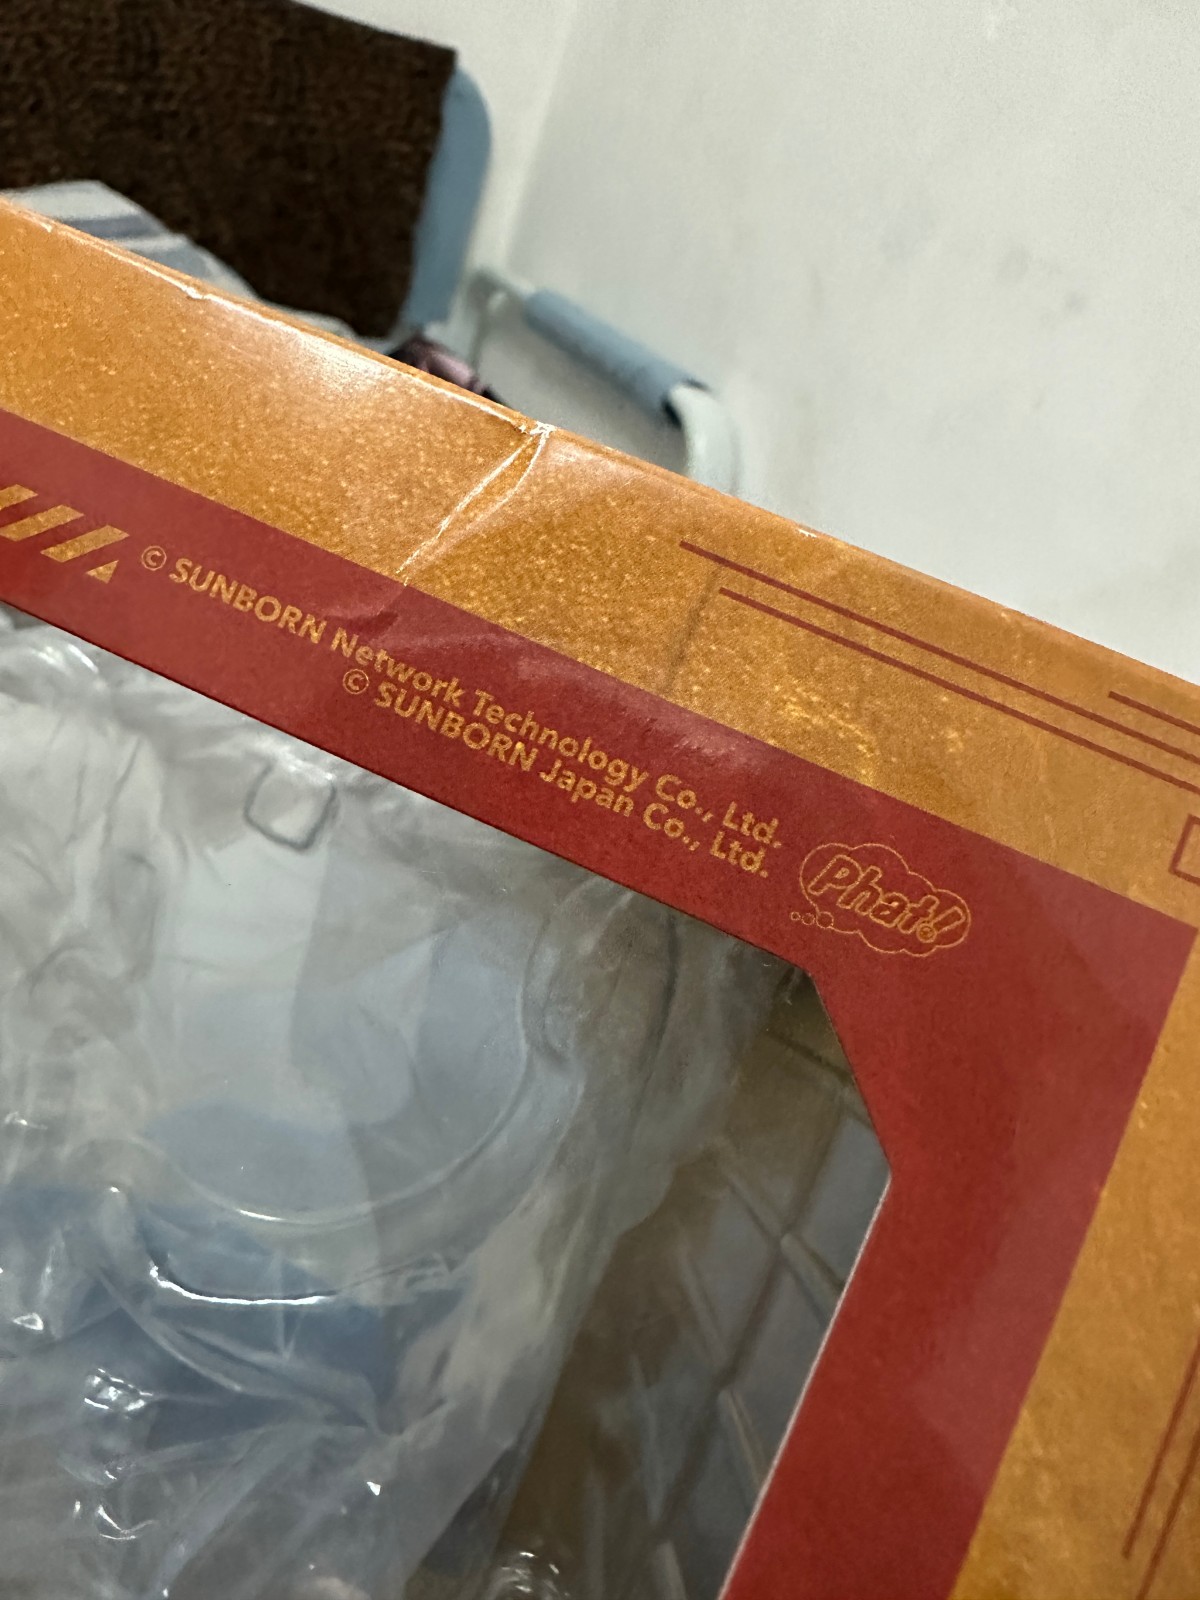 © SUNBORN Network Technology Co., Ltd.
© SUNBORN Japan Co., Ltd.
Phat!